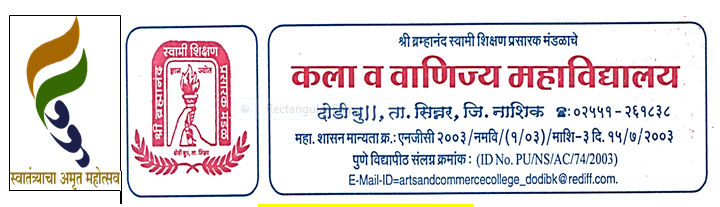 स्वातंत्र्याचा अमृत महोत्सव
स्वामी शिक्षण
श्री ब्रम्हानंद
प्रसारक मंडळ
ज्ञान ज्योत
दोडी बु॥, ता. सिन्नर
श्री ब्रम्हानंद स्वामी शिक्षण प्रसारक मंडळाचे
कला व वाणिज्य महाविद्यालय
दोडी बु॥, ता. सिन्नर, जि. नाशिक ☎:०२५५१-२६१८३८
महा. शासन मान्यता क्र.: एनजीसी २००३/नमवि/(१/०३)/माशि-३ दि. १५/७/२००३
पुणे विद्यापीठ संलग्न क्रमांक : (ID No. PU/NS/AC/74/2003)
E-Mail-ID=artsandcommercecollege_dodibk@rediff.com.